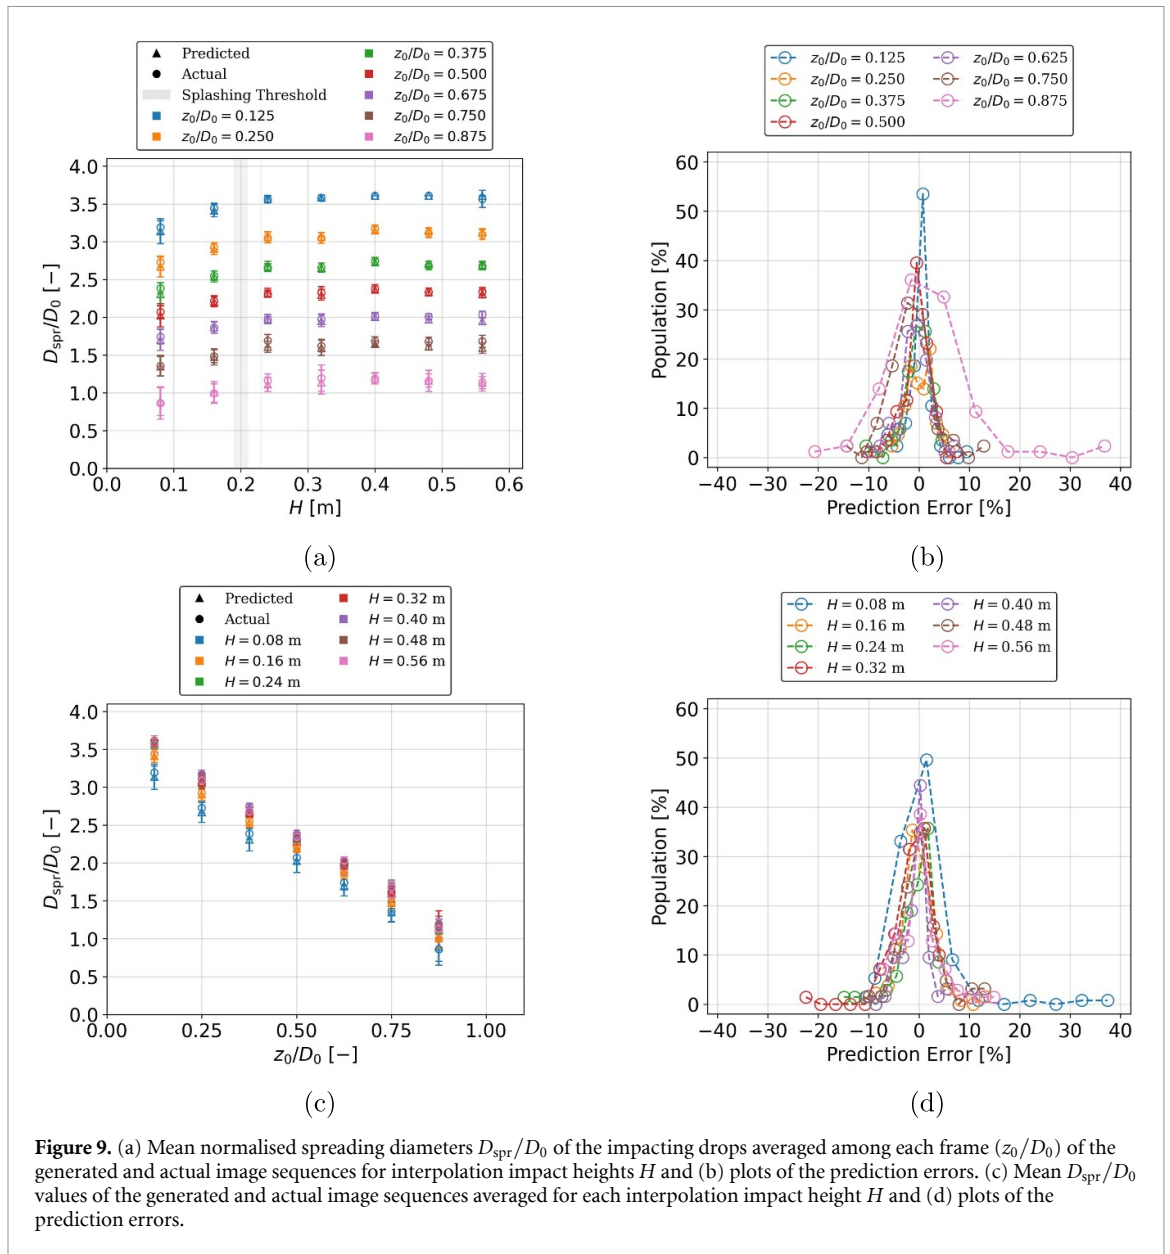 Predicted
Actual
Splashing Threshold
z₀/D₀ = 0.125
z₀/D₀ = 0.250
z₀/D₀ = 0.375
z₀/D₀ = 0.500
z₀/D₀ = 0.675
z₀/D₀ = 0.750
z₀/D₀ = 0.875
4.0
3.5
3.0
2.5
2.0
1.5
1.0
0.5
0.0
D_spr/D₀ [−]
0.0 0.1 0.2 0.3 0.4 0.5 0.6
H [m]
(a)
z₀/D₀ = 0.125
z₀/D₀ = 0.250
z₀/D₀ = 0.375
z₀/D₀ = 0.500
z₀/D₀ = 0.625
z₀/D₀ = 0.750
z₀/D₀ = 0.875
60
50
40
30
20
10
0
Population [%]
−40 −30 −20 −10 0 10 20 30 40
Prediction Error [%]
(b)
Predicted
Actual
H = 0.08 m
H = 0.16 m
H = 0.24 m
H = 0.32 m
H = 0.40 m
H = 0.48 m
H = 0.56 m
4.0
3.5
3.0
2.5
2.0
1.5
1.0
0.5
0.0
D_spr/D₀ [−]
0.00 0.25 0.50 0.75 1.00
z₀/D₀ [−]
(c)
H = 0.08 m
H = 0.16 m
H = 0.24 m
H = 0.32 m
H = 0.40 m
H = 0.48 m
H = 0.56 m
60
50
40
30
20
10
0
Population [%]
−40 −30 −20 −10 0 10 20 30 40
Prediction Error [%]
(d)
Figure 9. (a) Mean normalised spreading diameters D_spr/D₀ of the impacting drops averaged among each frame (z₀/D₀) of the
generated and actual image sequences for interpolation impact heights H and (b) plots of the prediction errors. (c) Mean D_spr/D₀
values of the generated and actual image sequences averaged for each interpolation impact height H and (d) plots of the
prediction errors.